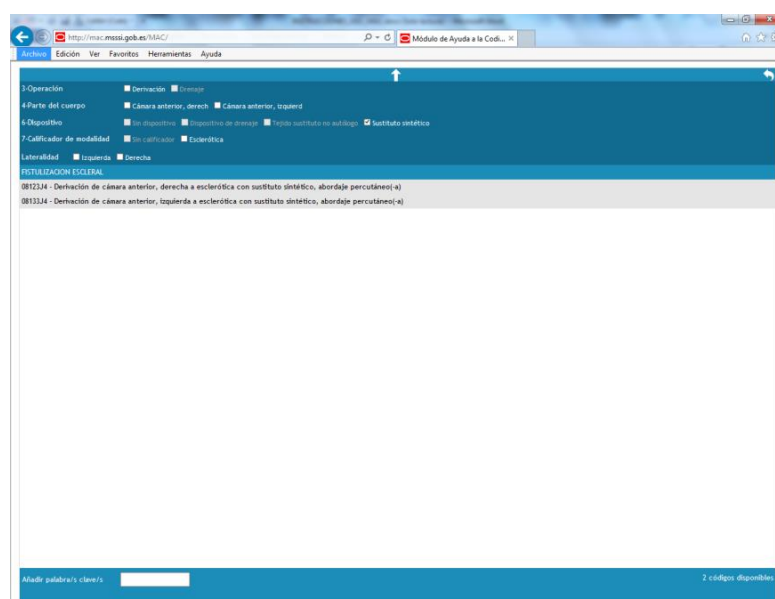 http://mac.msssi.gob.es/MAC/
Módulo de Ayuda a la Codi...
Archivo Edición Ver Favoritos Herramientas Ayuda
3-Operación Derivación Drenaje
4-Parte del cuerpo Cámara anterior, derech Cámara anterior, izquierd
6-Dispositivo Sin dispositivo Dispositivo de drenaje Tejido sustituto no autólogo Sustituto sintético
7-Calificador de modalidad Sin calificador Esclerótica
Lateralidad Izquierda Derecha
FISTULIZACION ESCLERAL
08123J4 - Derivación de cámara anterior, derecha a esclerótica con sustituto sintético, abordaje percutáneo(-a)
08133J4 - Derivación de cámara anterior, izquierda a esclerótica con sustituto sintético, abordaje percutáneo(-a)
Añadir palabra/s clave/s
2 códigos disponibles